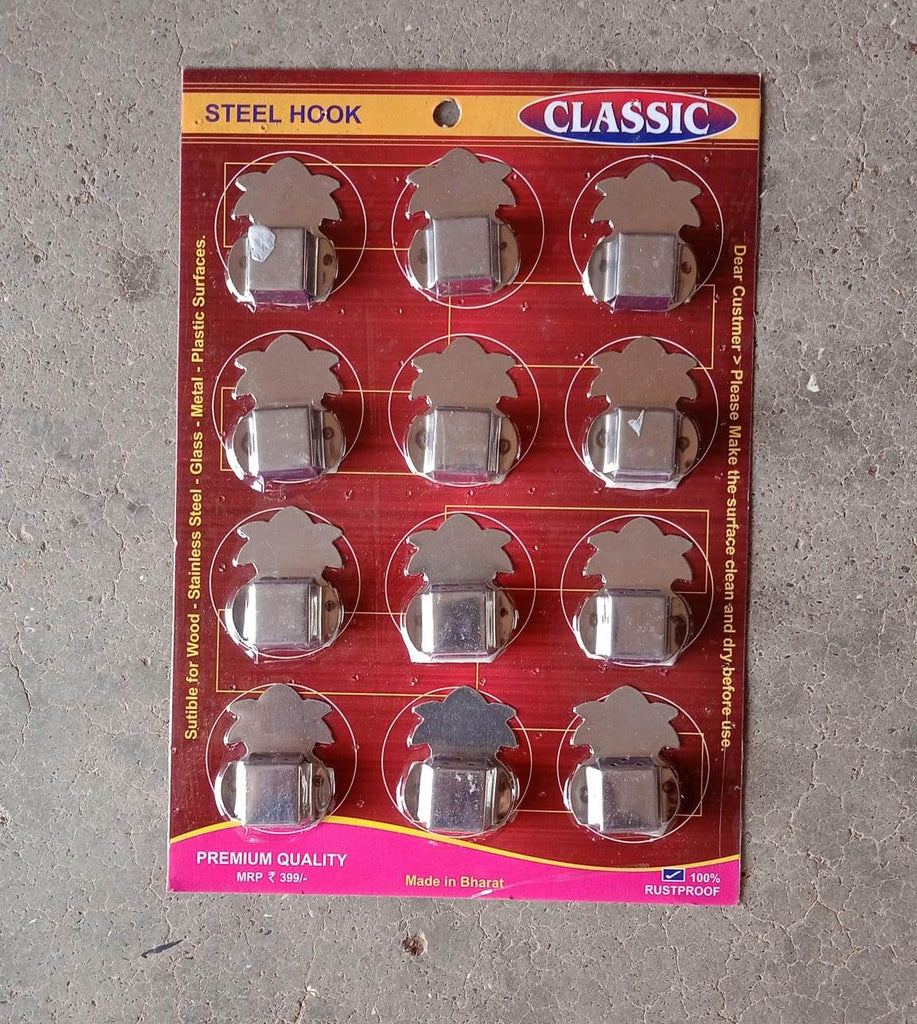 STEEL HOOK
CLASSIC
Sutible for Wood - Stainless Steel - Glass - Metal - Plastic Surfaces.
Dear Custmer > Please Make the surface clean and dry before use.
PREMIUM QUALITY
MRP ₹ 399/-
Made in Bharat
100%
RUSTPROOF